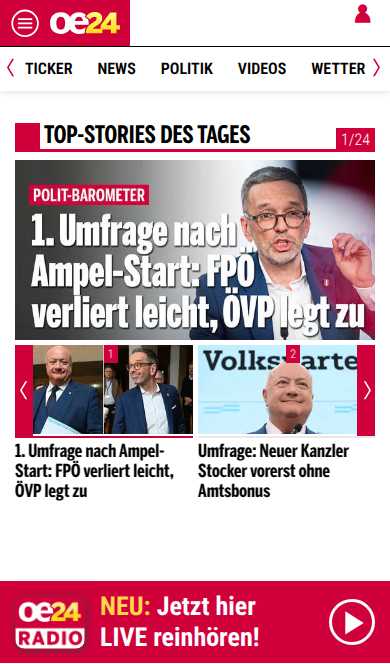 oe24
TICKER NEWS POLITIK VIDEOS WETTER
TOP-STORIES DES TAGES
1/24
POLIT-BAROMETER
1. Umfrage nach
Ampel-Start: FPÖ
verliert leicht, ÖVP legt zu
1
1. Umfrage nach Ampel-
Start: FPÖ verliert leicht,
ÖVP legt zu
Volkspartei
2
Umfrage: Neuer Kanzler
Stocker vorerst ohne
Amtsbonus
oe24
RADIO
NEU: Jetzt hier
LIVE reinhören!